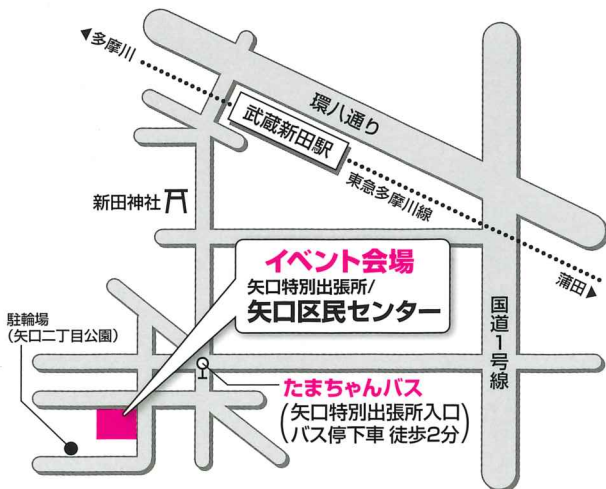 ◀多摩川
環八通り
武蔵新田駅
東急多摩川線
新田神社
イベント会場
矢口特別出張所/
矢口区民センター
蒲田▶
国道1号線
駐輪場
(矢口二丁目公園)
たまちゃんバス
(矢口特別出張所入口
バス停下車 徒歩2分)